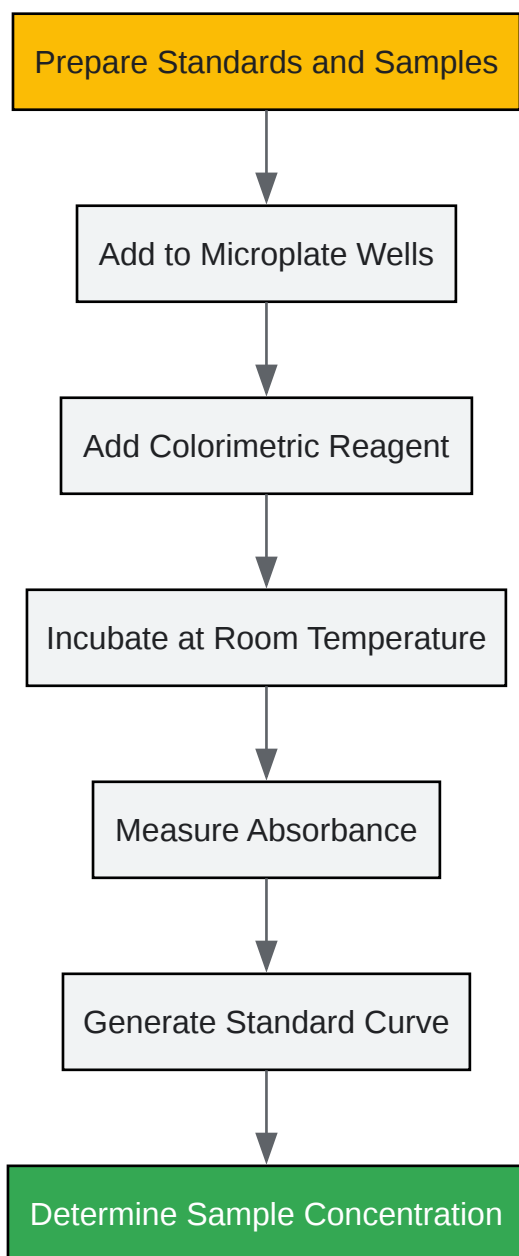 Prepare Standards and Samples
Add to Microplate Wells
Add Colorimetric Reagent
Incubate at Room Temperature
Measure Absorbance
Generate Standard Curve
Determine Sample Concentration